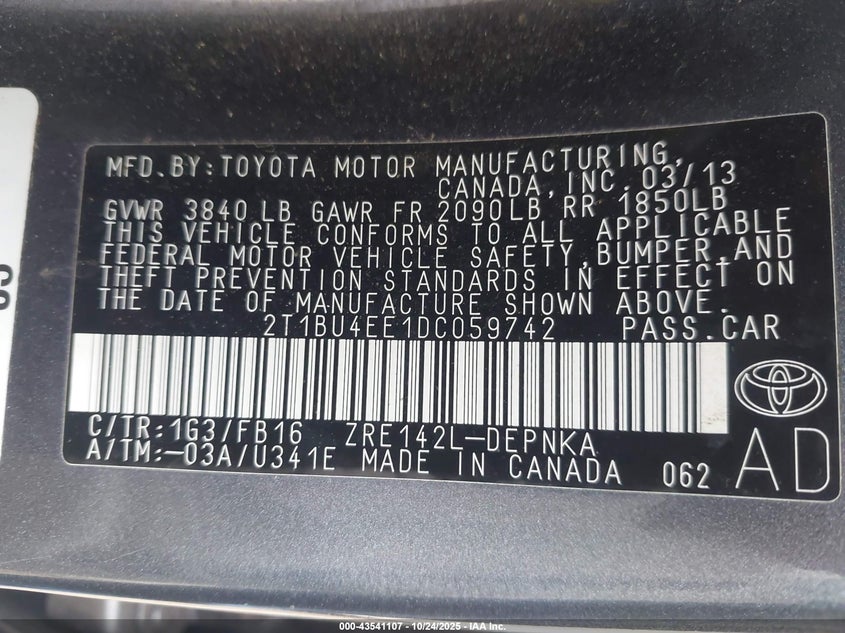 MFD.BY:TOYOTA MOTOR MANUFACTURING,
CANADA,INC. 03/13
GVWR 3840 LB GAWR FR 2090LB RR 1850LB
THIS VEHICLE CONFORMS TO ALL APPLICABLE
FEDERAL MOTOR VEHICLE SAFETY,BUMPER,AND
THEFT PREVENTION STANDARDS IN EFFECT ON
THE DATE OF MANUFACTURE SHOWN ABOVE.
2T1BU4EE1DC059742 PASS.CAR
C/TR:1G3/FB16 ZRE142L-DEPNKA
A/TM:-03A/U341E MADE IN CANADA 062
AD
000-43541107 - 10/24/2025 - IAA Inc.